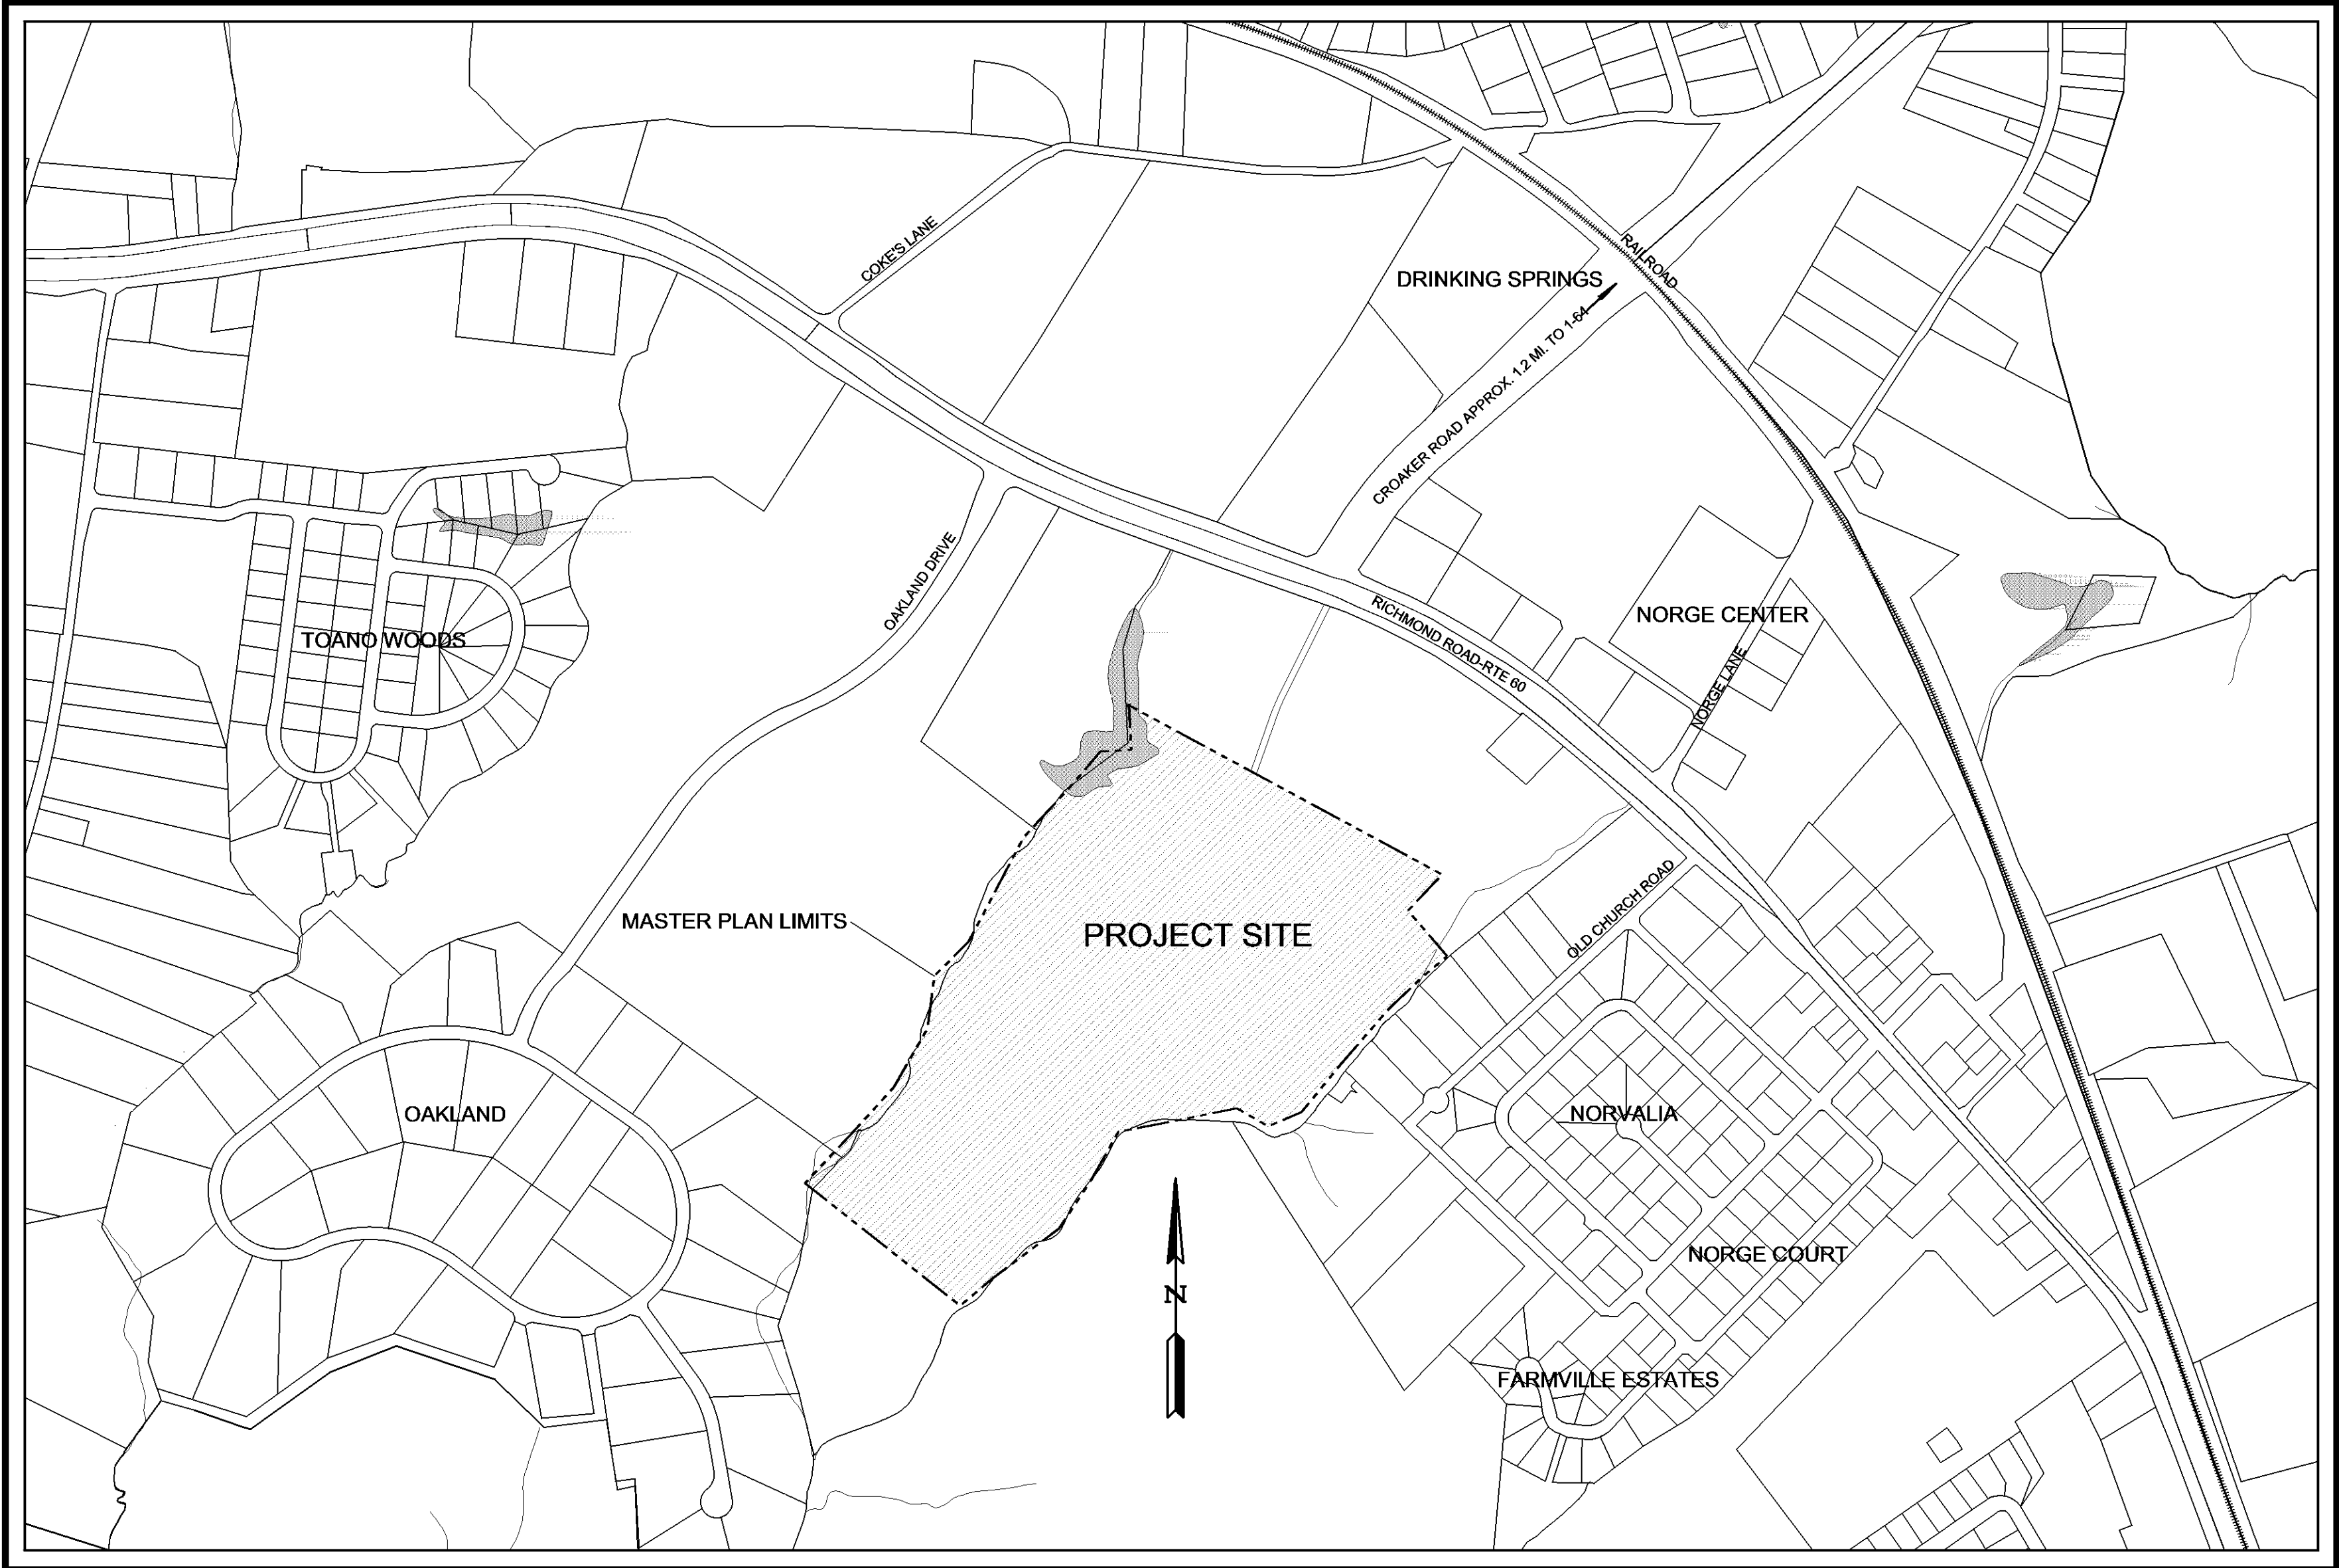 COKE'S LANE
RAILROAD
DRINKING SPRINGS
CROAKER ROAD APPROX. 1.2 MI. TO 1-64
OAKLAND DRIVE
RICHMOND ROAD-RTE 60
NORGE CENTER
TOANO WOODS
NORGE LANE
OLD CHURCH ROAD
MASTER PLAN LIMITS
PROJECT SITE
OAKLAND
NORVALIA
NORGE COURT
N
FARMVILLE ESTATES